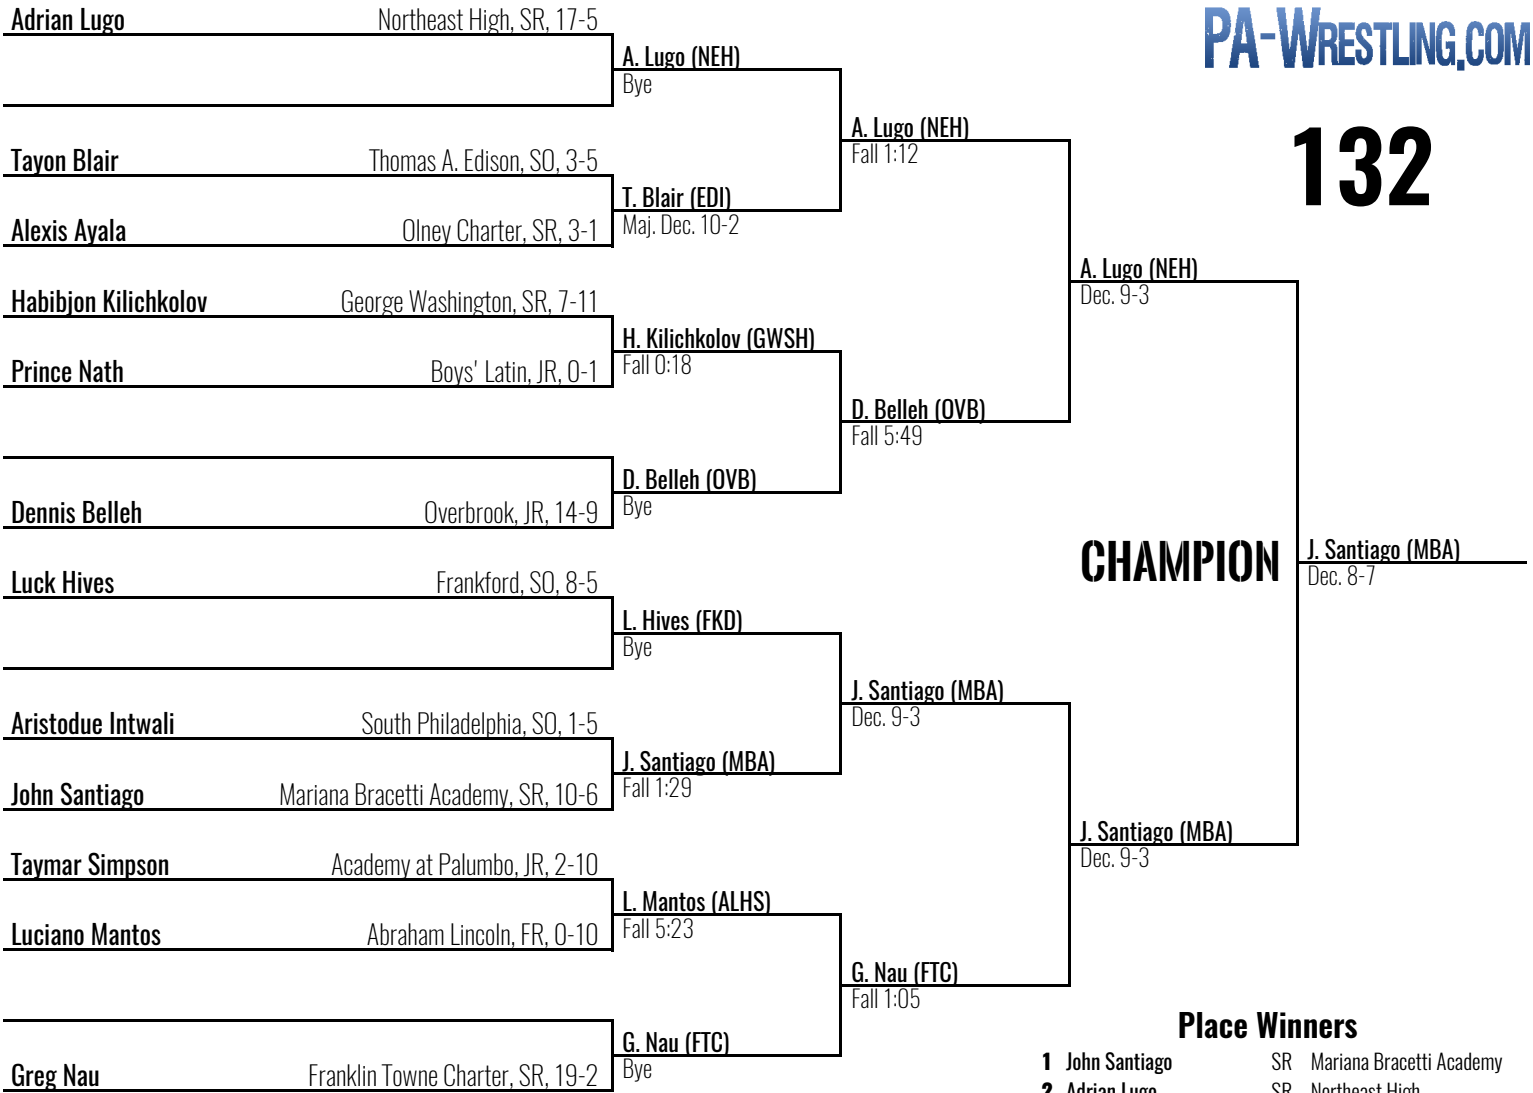 PA-WRESTLING.COM
132
Adrian Lugo Northeast High, SR, 17-5
Tayon Blair Thomas A. Edison, SO, 3-5
Alexis Ayala Olney Charter, SR, 3-1
Habibjon Kilichkolov George Washington, SR, 7-11
Prince Nath Boys' Latin, JR, 0-1
Dennis Belleh Overbrook, JR, 14-9
Luck Hives Frankford, SO, 8-5
Aristodue Intwali South Philadelphia, SO, 1-5
John Santiago Mariana Bracetti Academy, SR, 10-6
Taymar Simpson Academy at Palumbo, JR, 2-10
Luciano Mantos Abraham Lincoln, FR, 0-10
Greg Nau Franklin Towne Charter, SR, 19-2
A. Lugo (NEH)
Bye
T. Blair (EDI)
Maj. Dec. 10-2
H. Kilichkolov (GWSH)
Fall 0:18
D. Belleh (OVB)
Bye
L. Hives (FKD)
Bye
J. Santiago (MBA)
Fall 1:29
L. Mantos (ALHS)
Fall 5:23
G. Nau (FTC)
Bye
A. Lugo (NEH)
Fall 1:12
D. Belleh (OVB)
Fall 5:49
J. Santiago (MBA)
Dec. 9-3
G. Nau (FTC)
Fall 1:05
A. Lugo (NEH)
Dec. 9-3
J. Santiago (MBA)
Dec. 9-3
CHAMPION
J. Santiago (MBA)
Dec. 8-7
Place Winners
1 John Santiago SR Mariana Bracetti Academy
2 Adrian Lugo SR Northeast High